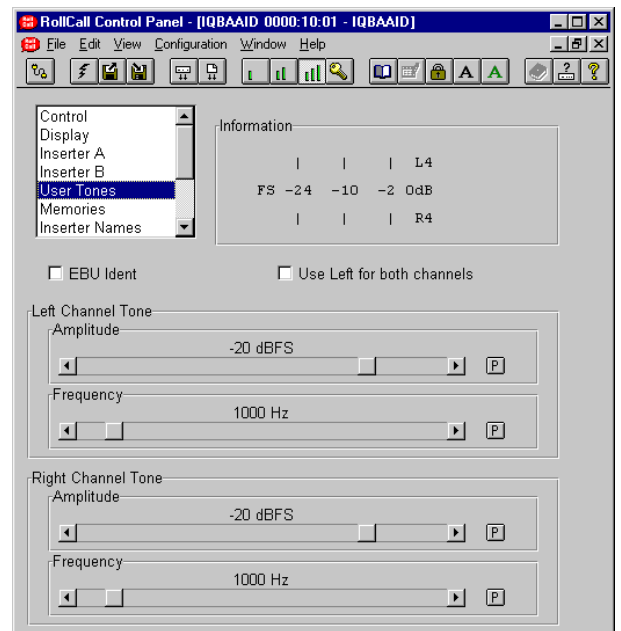 RollCall Control Panel - [IQBAAID 0000:10:01 - IQBAAID]
File Edit View Configuration Window Help
A A
Control
Display
Inserter A
Inserter B
User Tones
Memories
Inserter Names
Information
| | | L4
FS -24 -10 -2 0dB
| | | R4
EBU Ident
Use Left for both channels
Left Channel Tone
Amplitude
-20 dBFS
P
Frequency
1000 Hz
P
Right Channel Tone
Amplitude
-20 dBFS
P
Frequency
1000 Hz
P